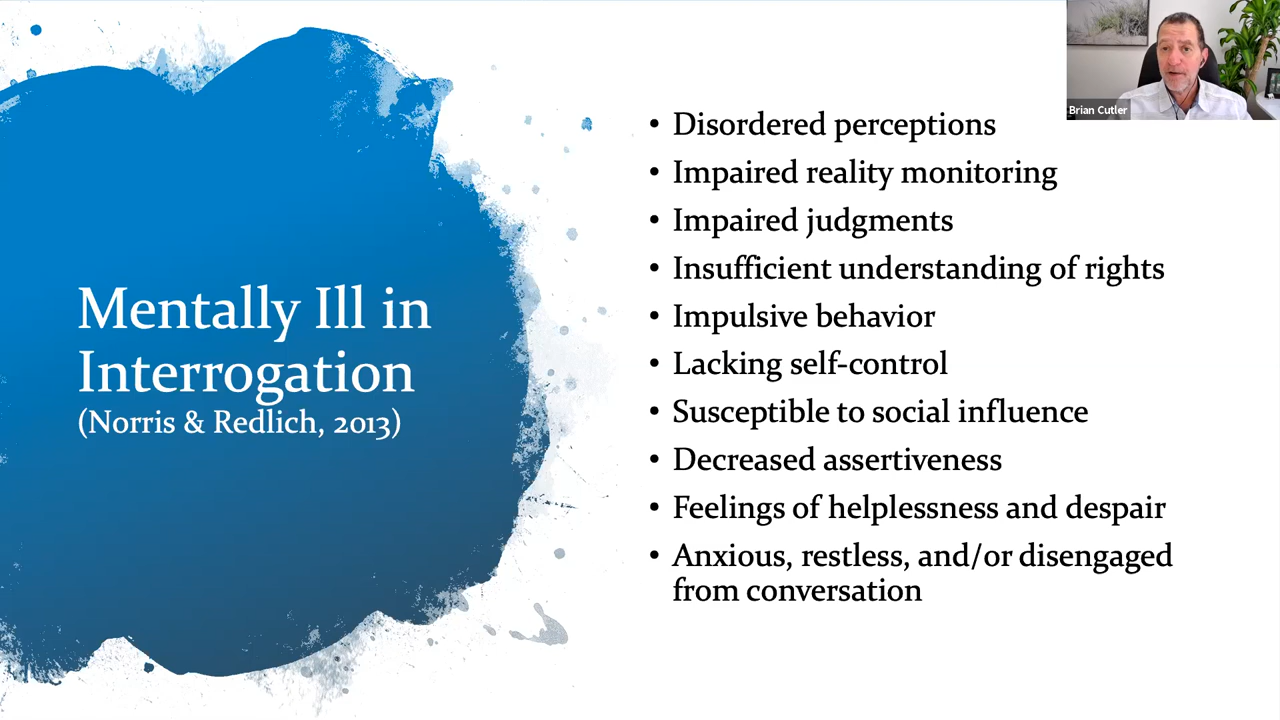 Mentally Ill in
Interrogation
(Norris & Redlich, 2013)
• Disordered perceptions
• Impaired reality monitoring
• Impaired judgments
• Insufficient understanding of rights
• Impulsive behavior
• Lacking self-control
• Susceptible to social influence
• Decreased assertiveness
• Feelings of helplessness and despair
• Anxious, restless, and/or disengaged
from conversation
Brian Cutler